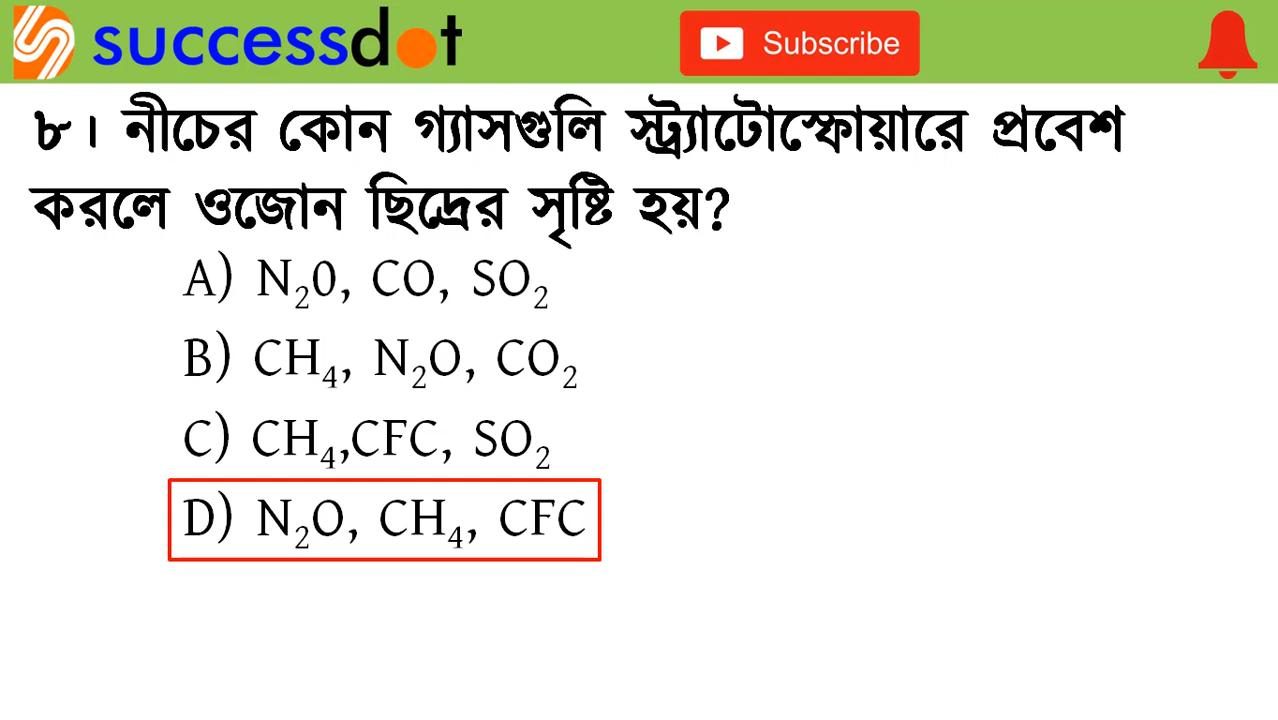 successdot
Subscribe
৮। নীচের কোন গ্যাসগুলি স্ট্র্যাটোস্ফোয়ারে প্রবেশ
করলে ওজোন ছিদ্রের সৃষ্টি হয়?
A) N₂0, CO, SO₂
B) CH₄, N₂O, CO₂
C) CH₄,CFC, SO₂
D) N₂O, CH₄, CFC